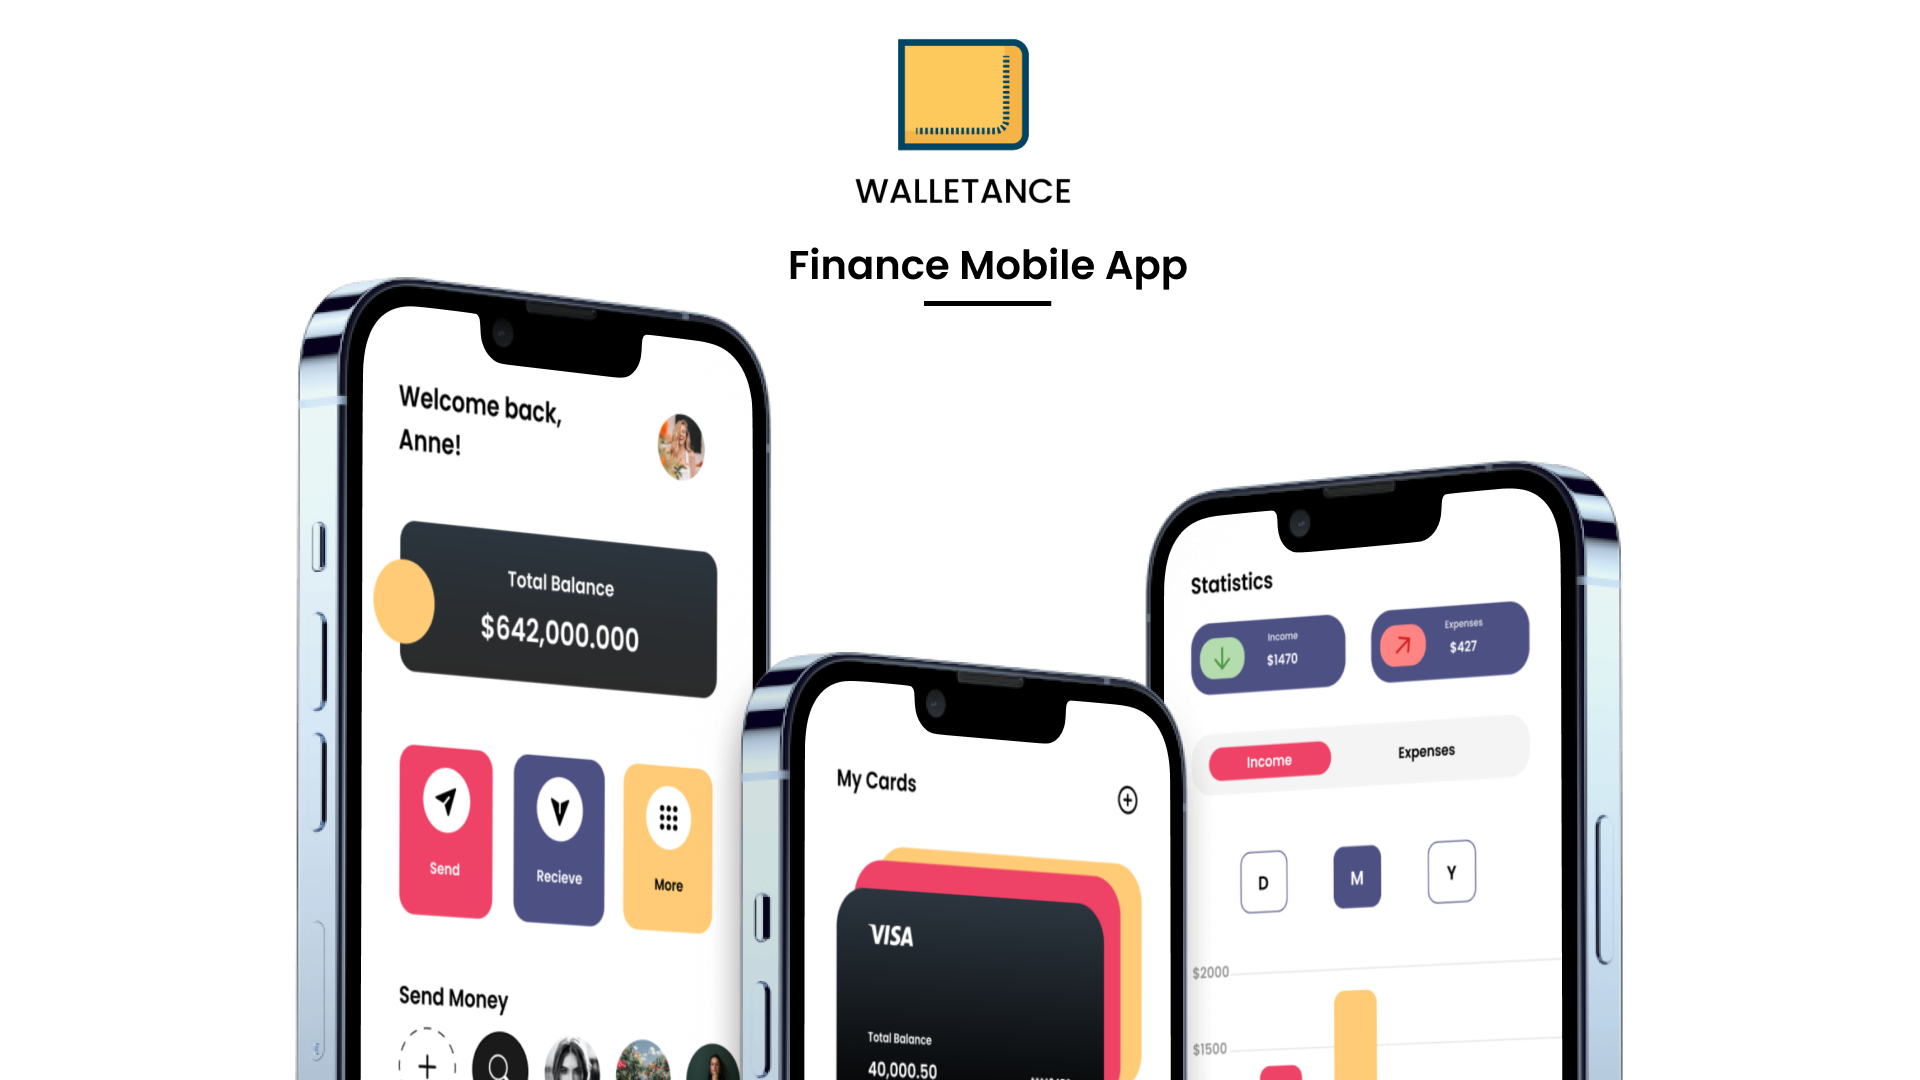 WALLETANCE
Finance Mobile App
Welcome back,
Anne!
Total Balance
$642,000.000
Send
Recieve
More
Send Money
My Cards
VISA
Total Balance
40,000.50
Statistics
Income
$1470
Expenses
$427
Income
Expenses
D
M
Y
$2000
$1500